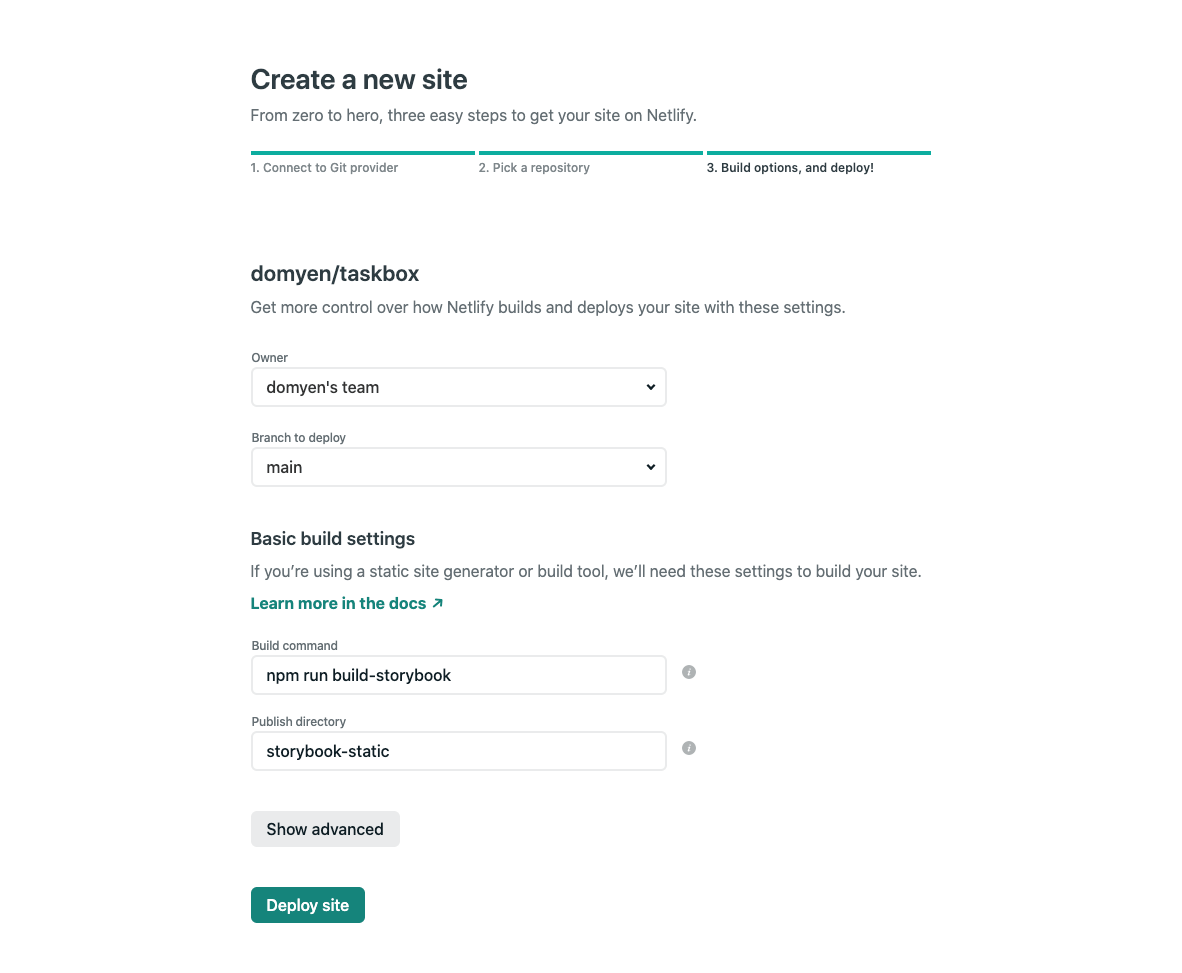 Create a new site
From zero to hero, three easy steps to get your site on Netlify.
1. Connect to Git provider
2. Pick a repository
3. Build options, and deploy!
domyen/taskbox
Get more control over how Netlify builds and deploys your site with these settings.
Owner
domyen's team
Branch to deploy
main
Basic build settings
If you’re using a static site generator or build tool, we’ll need these settings to build your site.
Learn more in the docs ↗
Build command
npm run build-storybook
i
Publish directory
storybook-static
i
Show advanced
Deploy site